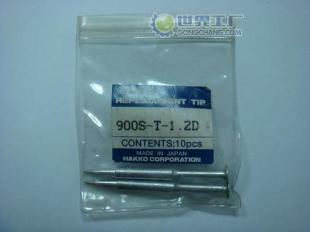 世界工厂
GONGCHANG.COM
REPLACEMENT TIP
900S-T-1.2D
CONTENTS:10pcs
MADE IN JAPAN
HAKKO CORPORATION